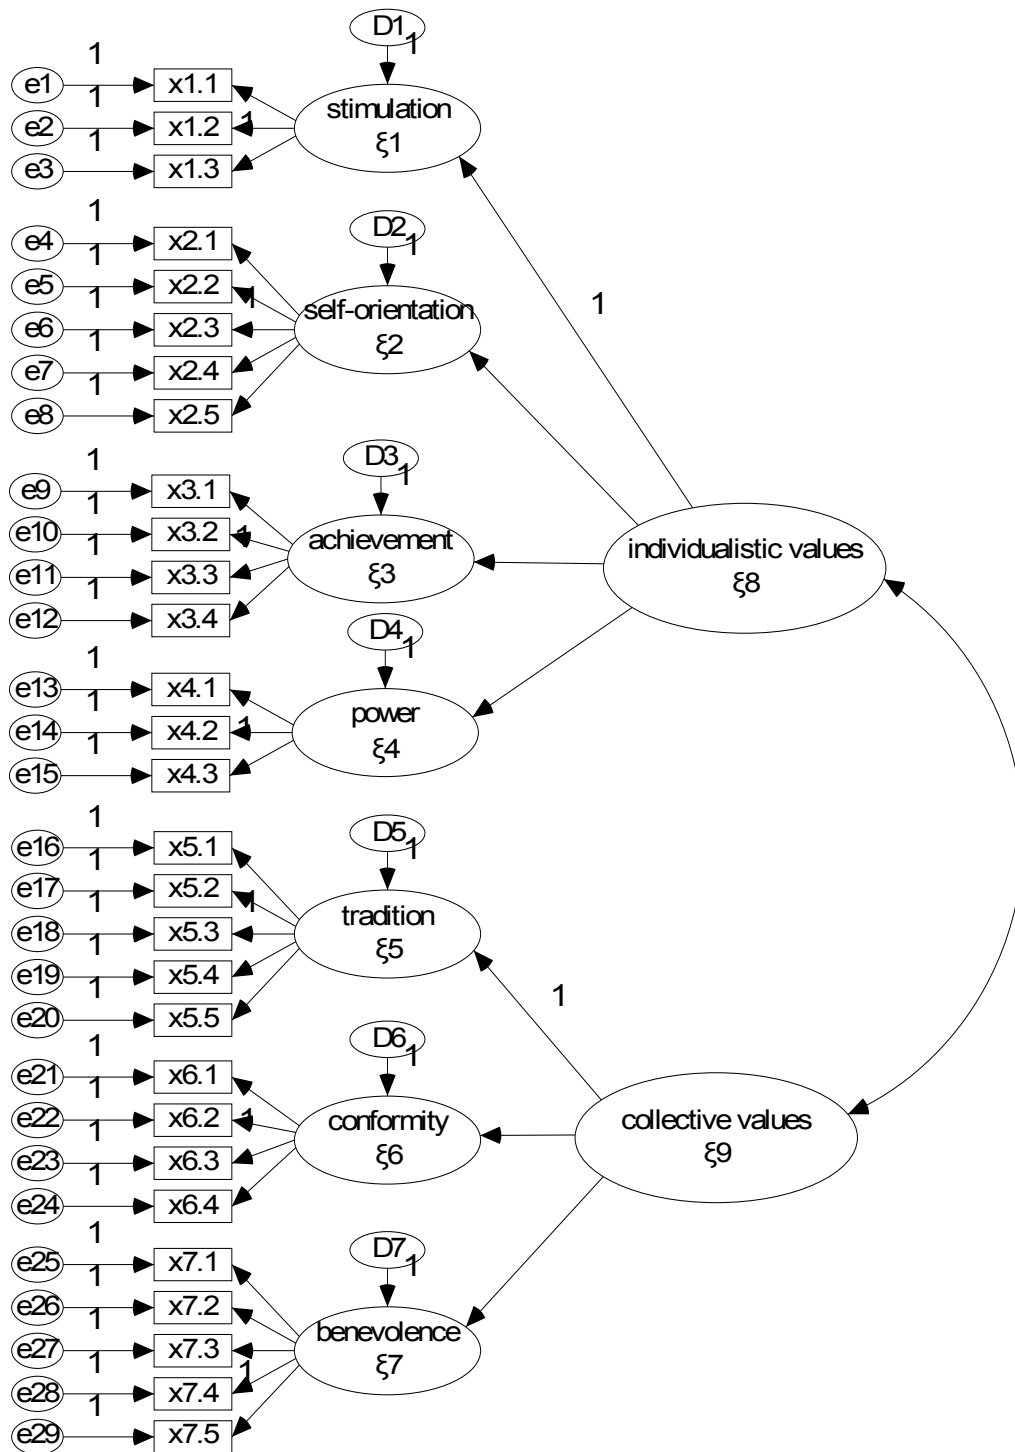 D1
1
1
e1
x1.1
stimulation
ξ1
1
e2
x1.2
1
1
e3
x1.3
D2
1
1
e4
x2.1
1
e5
x2.2
self-orientation
ξ2
1
1
e6
x2.3
1
e7
x2.4
1
e8
x2.5
1
D3
1
1
e9
x3.1
1
e10
x3.2
achievement
ξ3
1
1
e11
x3.3
1
e12
x3.4
individualistic values
ξ8
D4
1
1
e13
x4.1
power
ξ4
1
e14
x4.2
1
1
e15
x4.3
D5
1
1
e16
x5.1
1
e17
x5.2
tradition
ξ5
1
1
e18
x5.3
1
e19
x5.4
1
e20
x5.5
1
D6
1
1
e21
x6.1
1
e22
x6.2
conformity
ξ6
1
1
e23
x6.3
1
e24
x6.4
collective values
ξ9
D7
1
1
e25
x7.1
1
e26
x7.2
benevolence
ξ7
1
e27
x7.3
1
e28
x7.4
1
1
e29
x7.5